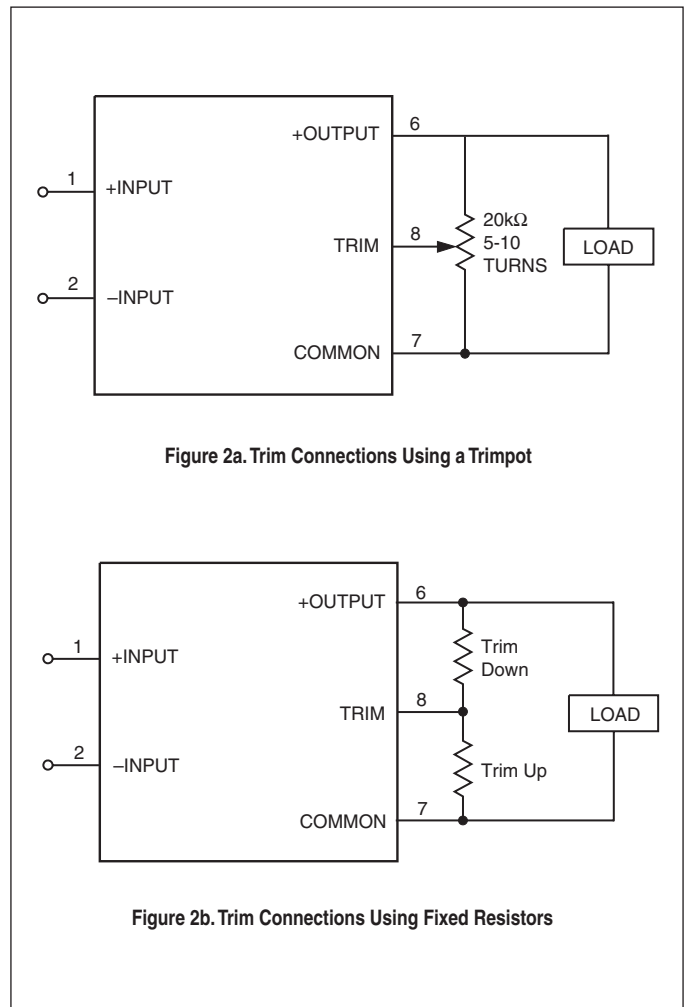 +OUTPUT
6
1
+INPUT
20kΩ
5-10
TURNS
TRIM
8
LOAD
2
–INPUT
COMMON
7
Figure 2a. Trim Connections Using a Trimpot
+OUTPUT
6
1
+INPUT
Trim
Down
TRIM
8
LOAD
2
–INPUT
Trim Up
COMMON
7
Figure 2b. Trim Connections Using Fixed Resistors